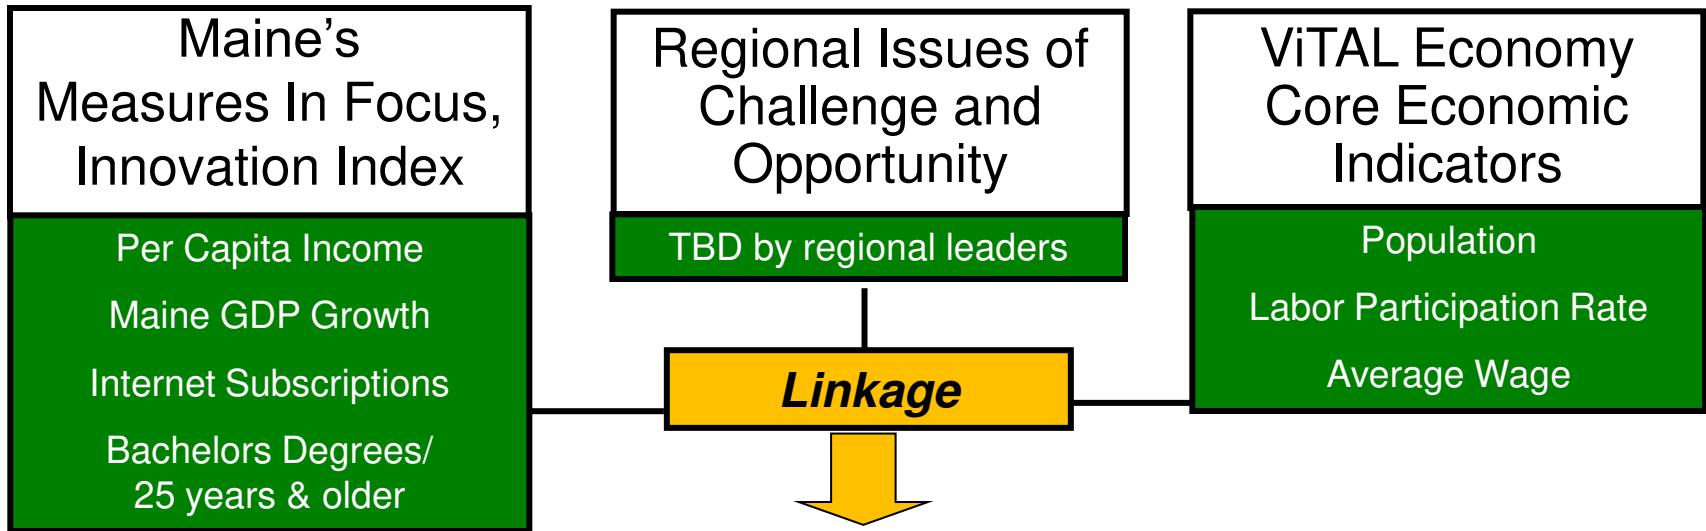 Maine’s
Measures In Focus,
Innovation Index
Per Capita Income
Maine GDP Growth
Internet Subscriptions
Bachelors Degrees/
25 years & older
Regional Issues of
Challenge and
Opportunity
TBD by regional leaders
Linkage
ViTAL Economy
Core Economic
Indicators
Population
Labor Participation Rate
Average Wage